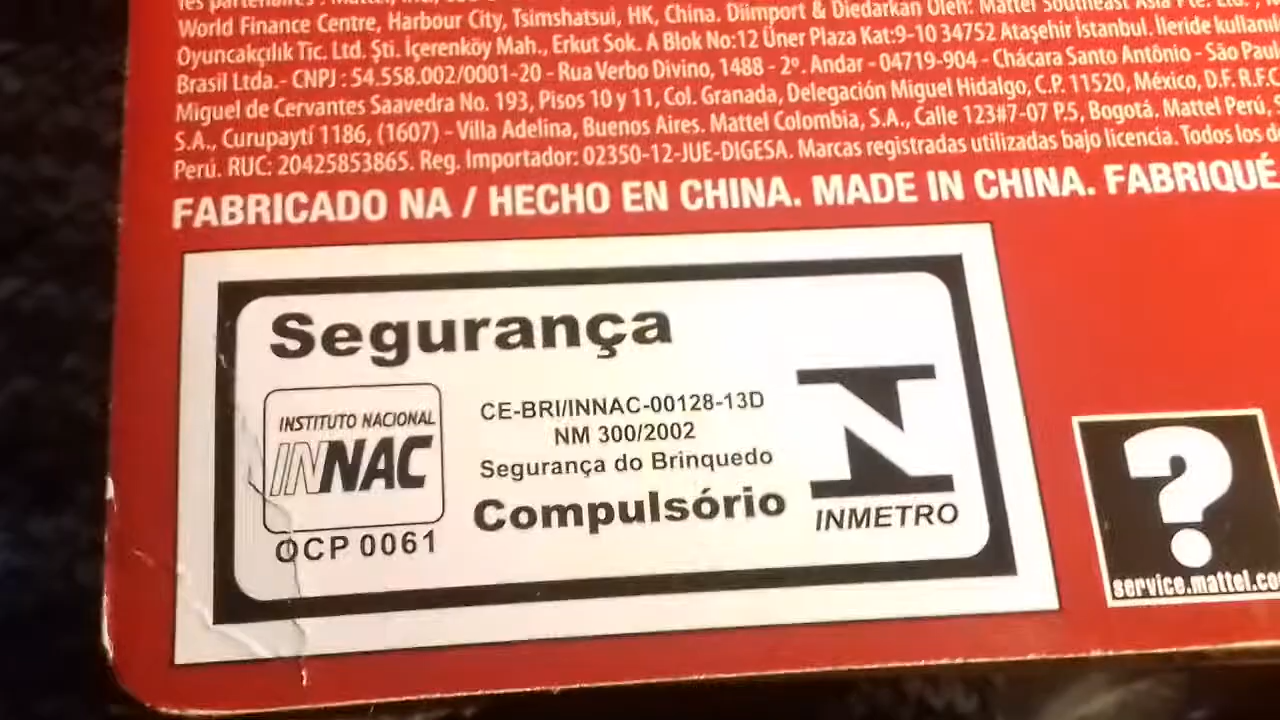 les partenaires : Mattel,
World Finance Centre, Harbour City, Tsimshatsui, HK, China. Diimport & Diedarkan Oleh: Mattel Southeast Asia Pte. Ltd.,
Oyuncakçılık Tic. Ltd. Şti. İçerenköy Mah., Erkut Sok. A Blok No:12 Üner Plaza Kat:9-10 34752 Ataşehir İstanbul. İleride
Brasil Ltda.- CNPJ : 54.558.002/0001-20 - Rua Verbo Divino, 1488 - 2º. Andar - 04719-904 - Chácara Santo Antônio - São
Miguel de Cervantes Saavedra No. 193, Pisos 10 y 11, Col. Granada, Delegación Miguel Hidalgo, C.P. 11520, México, D.F. R.F.C
S.A., Curupaytí 1186, (1607) - Villa Adelina, Buenos Aires. Mattel Colombia, S.A., Calle 123#7-07 P.5, Bogotá. Mattel Perú,
Perú. RUC: 20425853865. Reg. Importador: 02350-12-JUE-DIGESA. Marcas registradas utilizadas bajo licencia. Todos los
FABRICADO NA / HECHO EN CHINA. MADE IN CHINA. FABRIQUÉ
Segurança
INSTITUTO NACIONAL
INNAC
OCP 0061
CE-BRI/INNAC-00128-13D
NM 300/2002
Segurança do Brinquedo
Compulsório
N
INMETRO
?
service.mattel.co